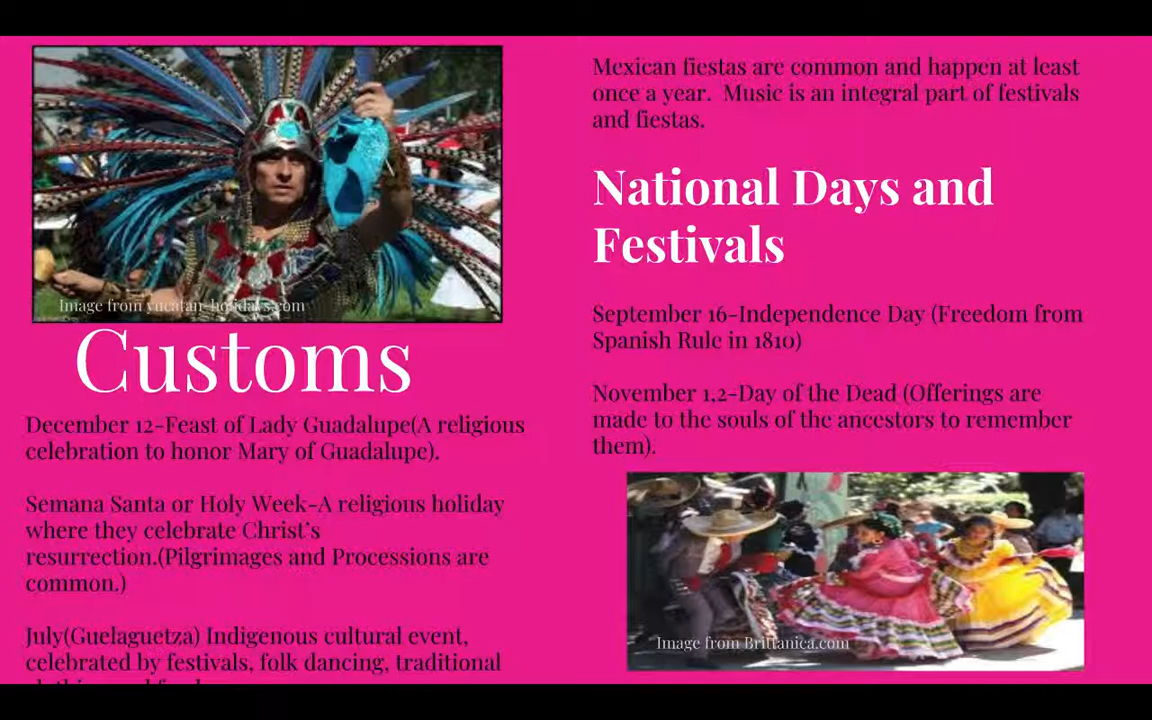 Image from yucatan-holidays.com
Customs
December 12-Feast of Lady Guadalupe(A religious
celebration to honor Mary of Guadalupe).
Semana Santa or Holy Week-A religious holiday
where they celebrate Christ's
resurrection.(Pilgrimages and Processions are
common.)
July(Guelaguetza) Indigenous cultural event,
celebrated by festivals, folk dancing, traditional
Mexican fiestas are common and happen at least
once a year. Music is an integral part of festivals
and fiestas.
National Days and
Festivals
September 16-Independence Day (Freedom from
Spanish Rule in 1810)
November 1,2-Day of the Dead (Offerings are
made to the souls of the ancestors to remember
them).
Image from Brittanica.com